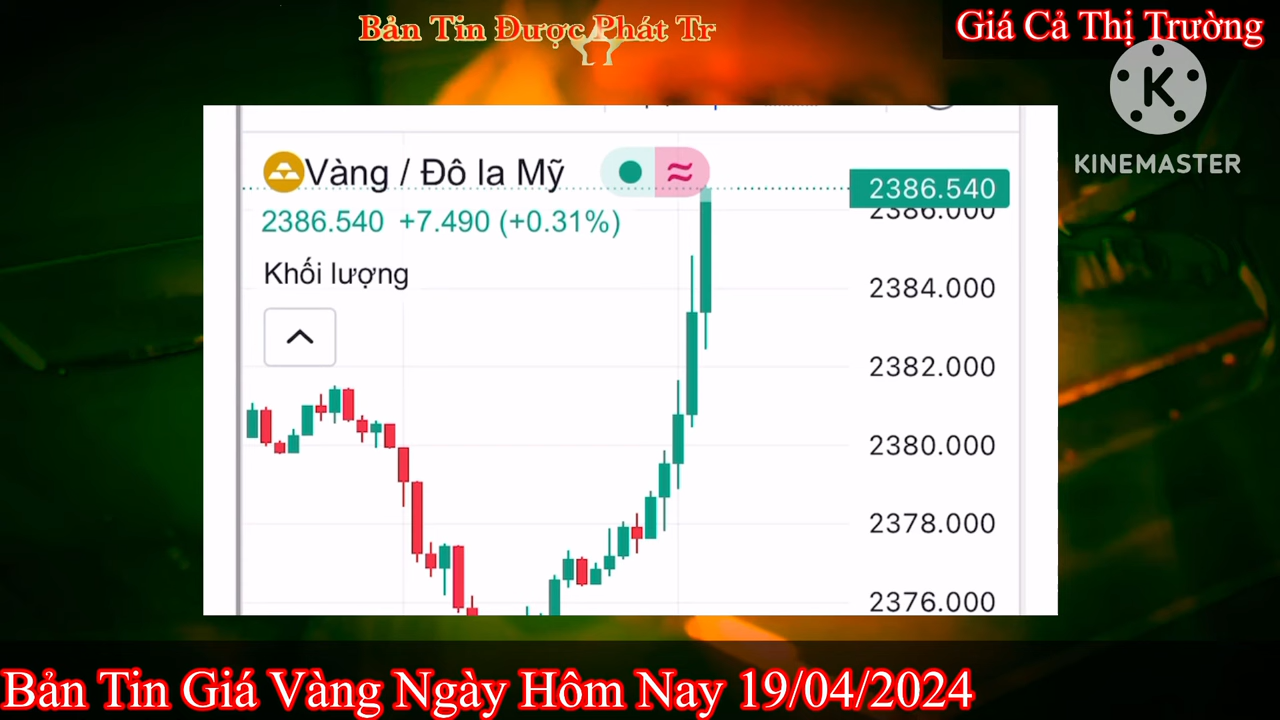 Bản Tin Được Phát Tr
Giá Cả Thị Trường
K
KINEMASTER
Vàng / Đô la Mỹ
2386.540
2386.540 +7.490 (+0.31%)
2386.000
Khối lượng
2384.000
2382.000
2380.000
2378.000
2376.000
Bản Tin Giá Vàng Ngày Hôm Nay 19/04/2024